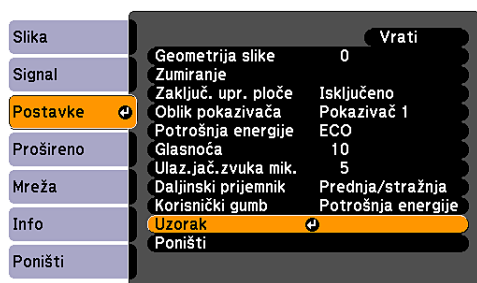 Slika
Signal
Postavke
Prošireno
Mreža
Info
Poništi
Vrati
Geometrija slike 0
Zumiranje
Zaključ. upr. ploče Isključeno
Oblik pokazivača Pokazivač 1
Potrošnja energije ECO
Glasnoća 10
Ulaz.jač.zvuka mik. 5
Daljinski prijemnik Prednja/stražnja
Korisnički gumb Potrošnja energije
Uzorak
Poništi